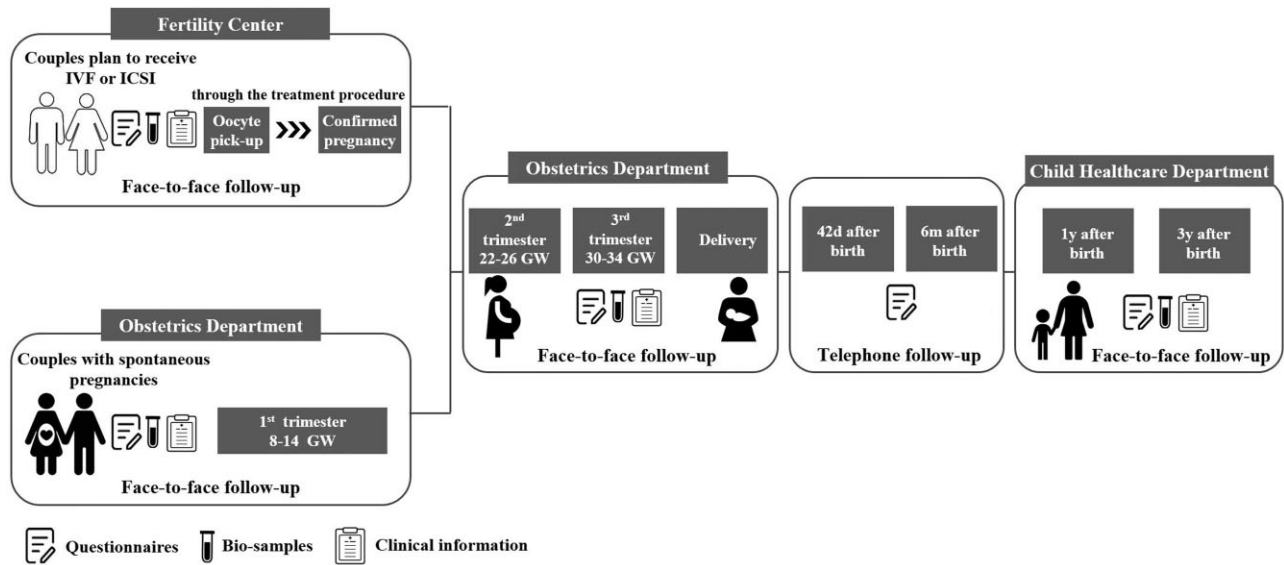 Fertility Center
Couples plan to receive
IVF or ICSI
through the treatment procedure
Oocyte
pick-up
Confirmed
pregnancy
Face-to-face follow-up
Obstetrics Department
Couples with spontaneous
pregnancies
1st trimester
8-14 GW
Face-to-face follow-up
Obstetrics Department
2nd
trimester
22-26 GW
3rd
trimester
30-34 GW
Delivery
Face-to-face follow-up
42d after
birth
6m after
birth
Telephone follow-up
Child Healthcare Department
1y after
birth
3y after
birth
Face-to-face follow-up
Questionnaires
Bio-samples
Clinical information